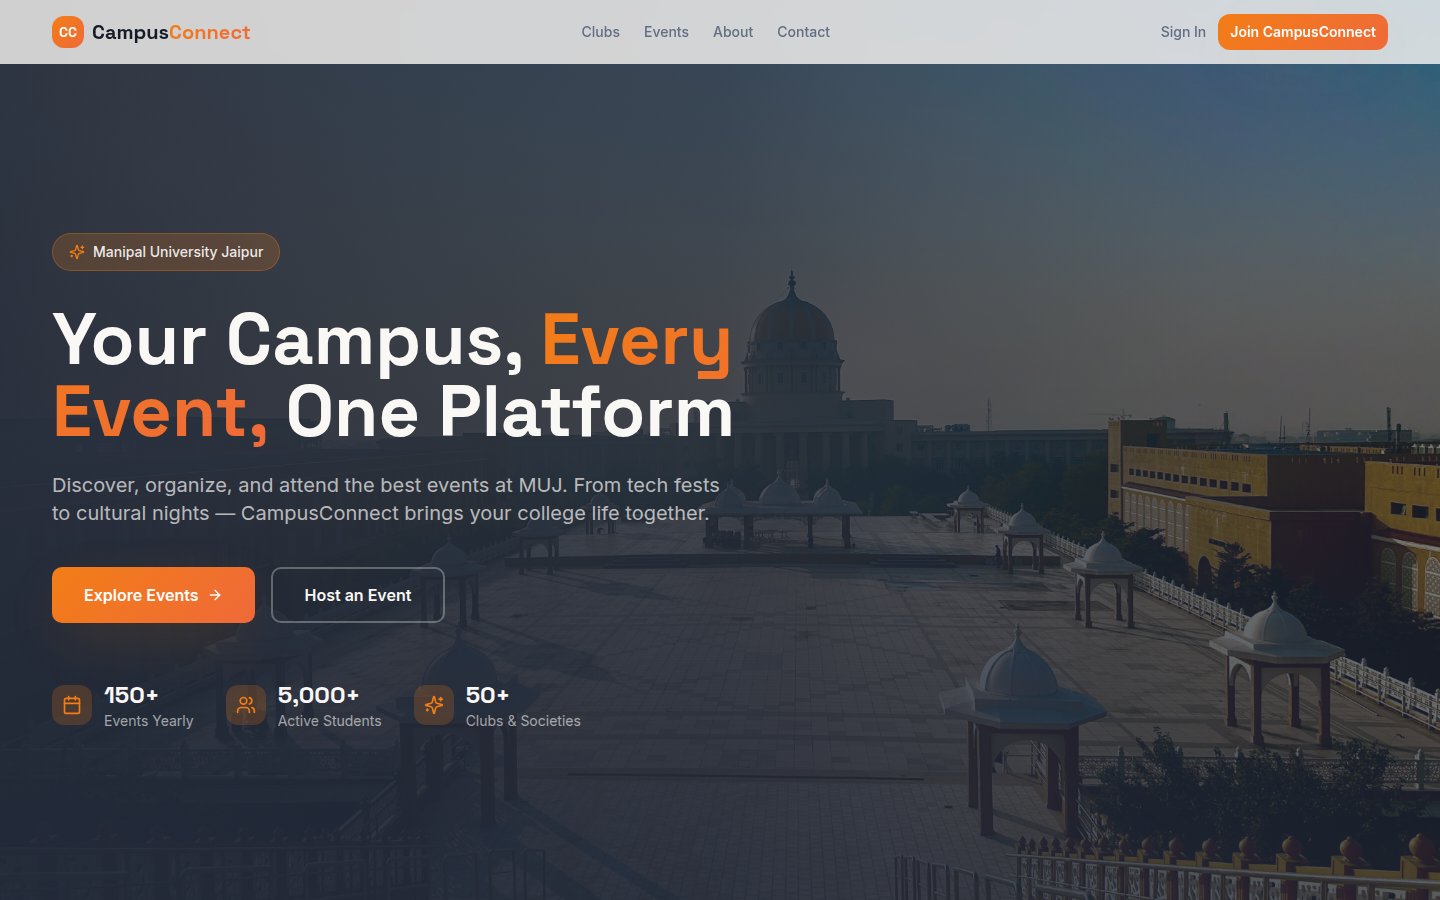 CC CampusConnect
Clubs Events About Contact
Sign In Join CampusConnect
Manipal University Jaipur
Your Campus, Every
Event, One Platform
Discover, organize, and attend the best events at MUJ. From tech fests
to cultural nights — CampusConnect brings your college life together.
Explore Events
Host an Event
150+
Events Yearly
5,000+
Active Students
50+
Clubs & Societies